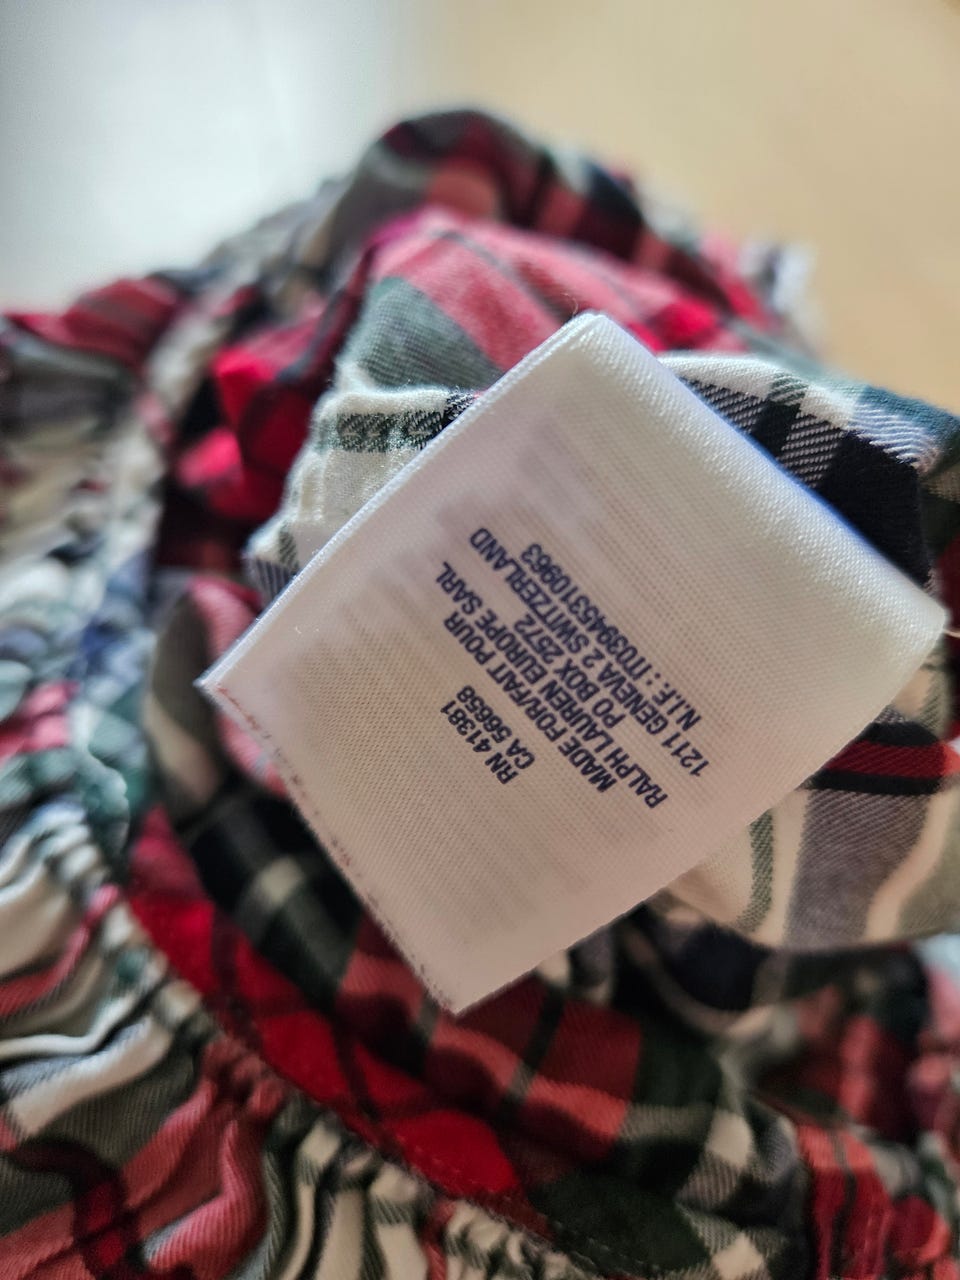 RN 41381
CA 56658
MADE FOR/FAIT POUR
RALPH LAUREN EUROPE SARL
PO BOX 2572
1211 GENEVA 2 SWITZERLAND
N.I.F.: IT03945310963